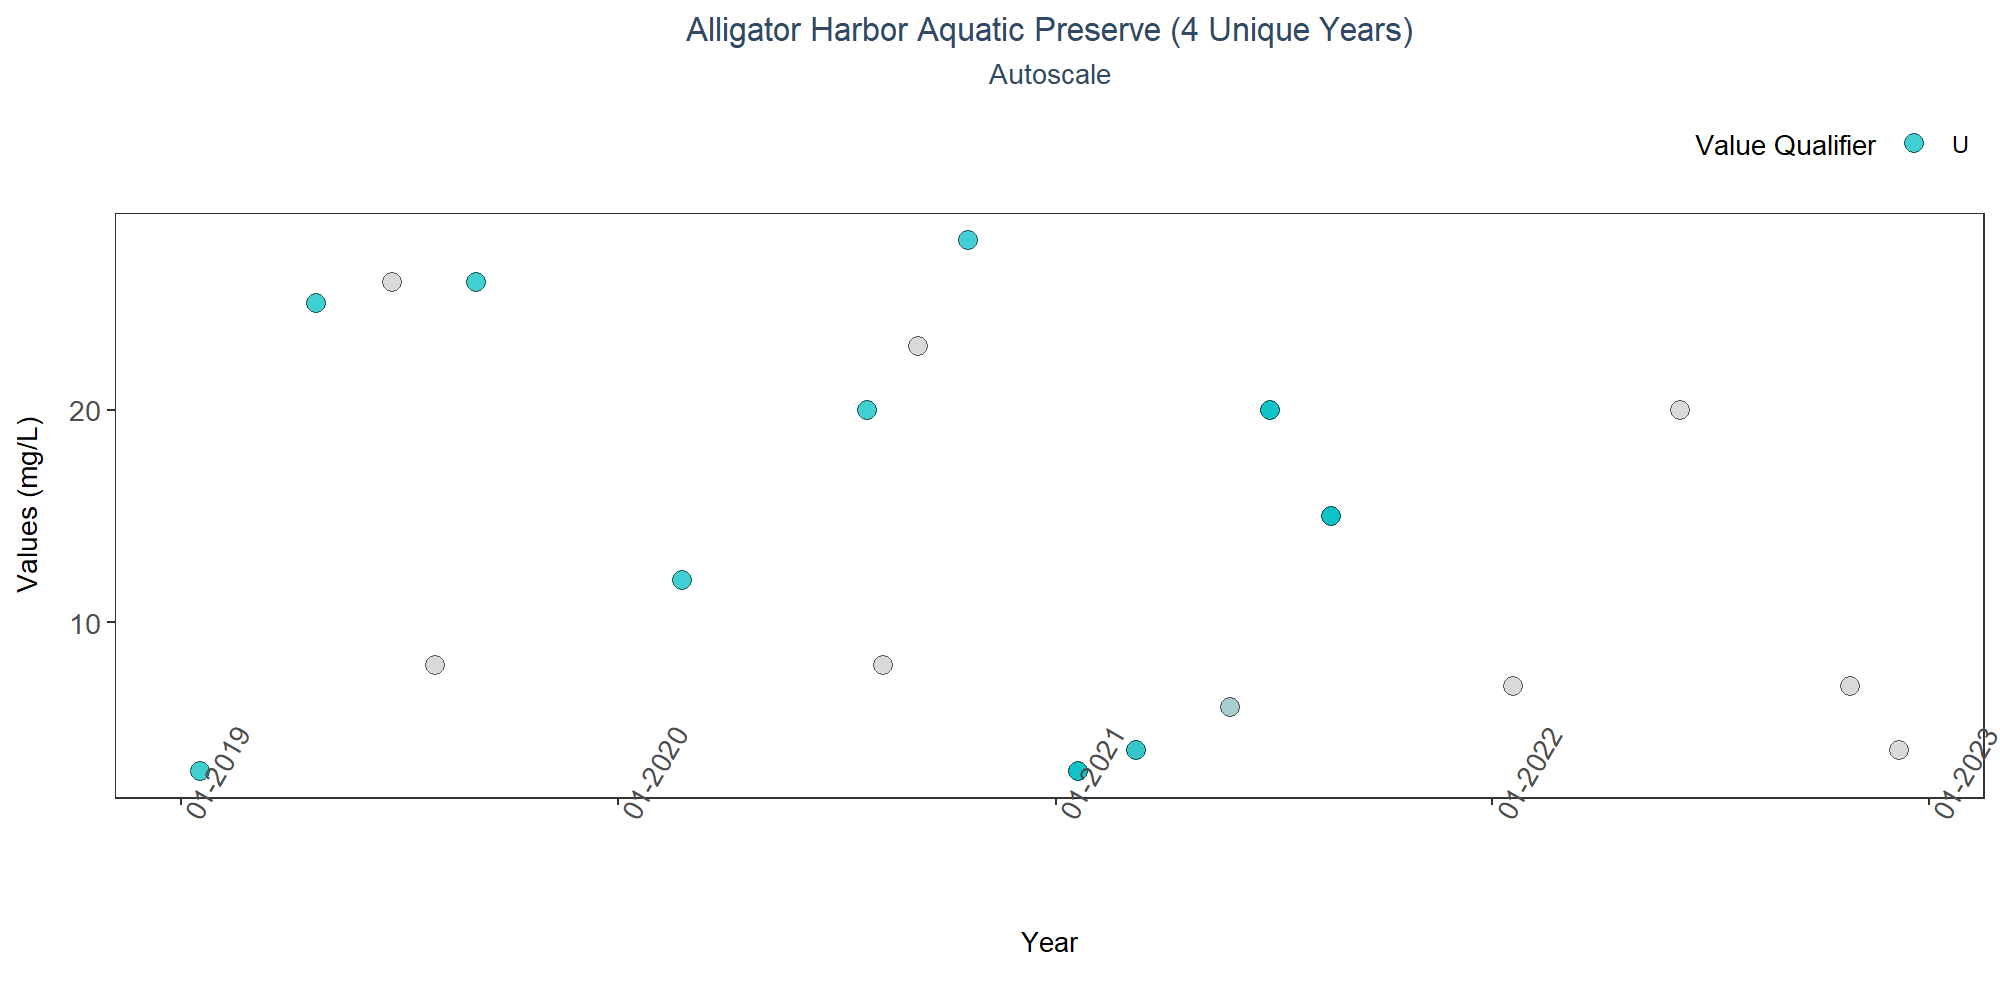 Alligator Harbor Aquatic Preserve (4 Unique Years)
Autoscale
Value Qualifier U
Values (mg/L)
20
10
01-2019
01-2020
01-2021
01-2022
01-2023
Year